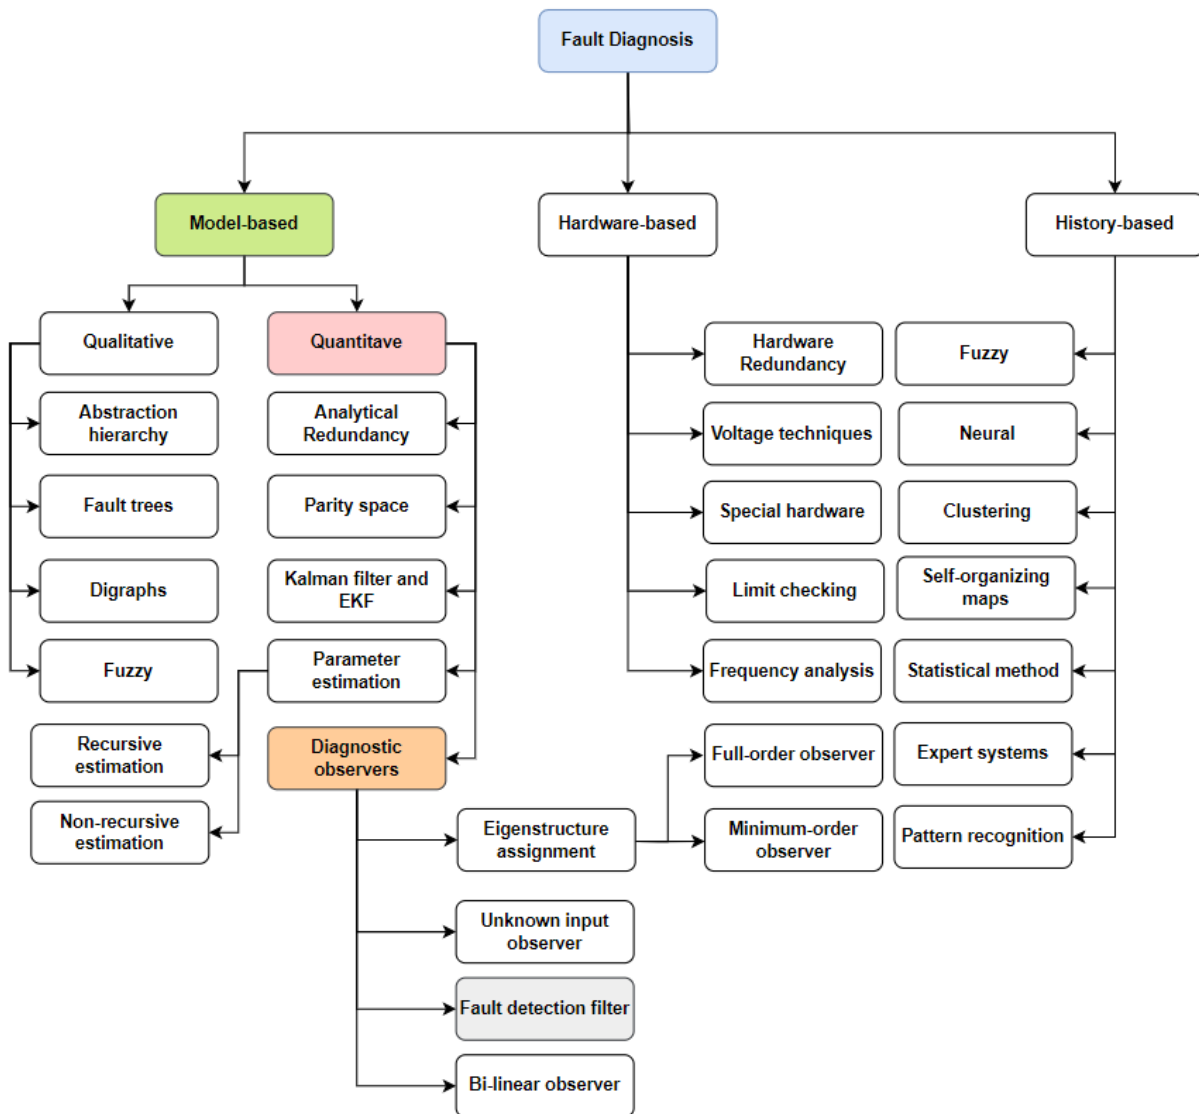 Fault Diagnosis
Model-based
Hardware-based
History-based
Qualitative
Quantitave
Hardware
Redundancy
Fuzzy
Abstraction
hierarchy
Analytical
Redundancy
Voltage techniques
Neural
Fault trees
Parity space
Special hardware
Clustering
Digraphs
Kalman filter and
EKF
Limit checking
Self-organizing
maps
Fuzzy
Parameter
estimation
Frequency analysis
Statistical method
Recursive
estimation
Diagnostic
observers
Full-order observer
Expert systems
Non-recursive
estimation
Eigenstructure
assignment
Minimum-order
observer
Pattern recognition
Unknown input
observer
Fault detection filter
Bi-linear observer